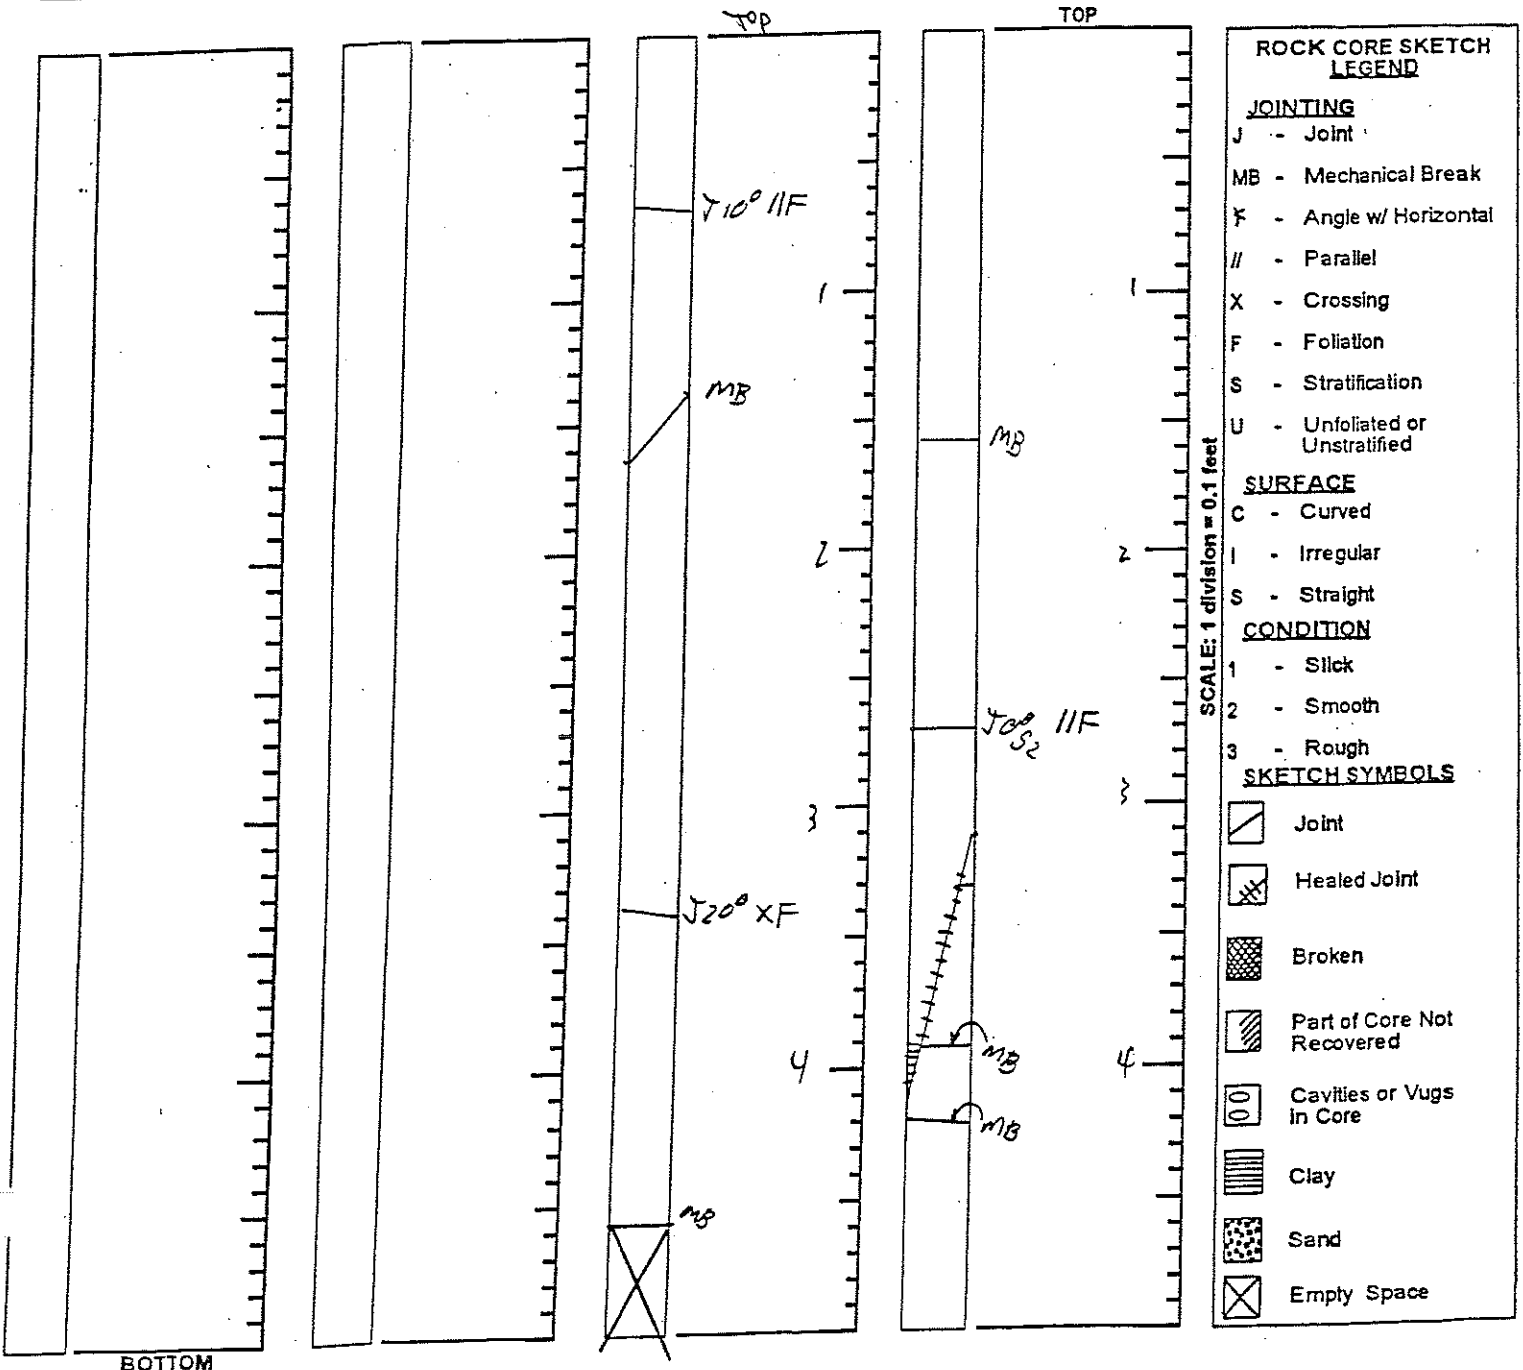 TOP
TOP
J10° //F
1
1
MB
MB
2
2
J0° //F
S2
3
3
J20° XF
4
4
MB
MB
MB
BOTTOM
SCALE: 1 division = 0.1 feet
ROCK CORE SKETCH
LEGEND
JOINTING
J - Joint
MB - Mechanical Break
- Angle w/ Horizontal
// - Parallel
X - Crossing
F - Foliation
S - Stratification
U - Unfoliated or
Unstratified
SURFACE
C - Curved
I - Irregular
S - Straight
CONDITION
1 - Slick
2 - Smooth
3 - Rough
SKETCH SYMBOLS
Joint
Healed Joint
Broken
Part of Core Not
Recovered
Cavities or Vugs
in Core
Clay
Sand
Empty Space